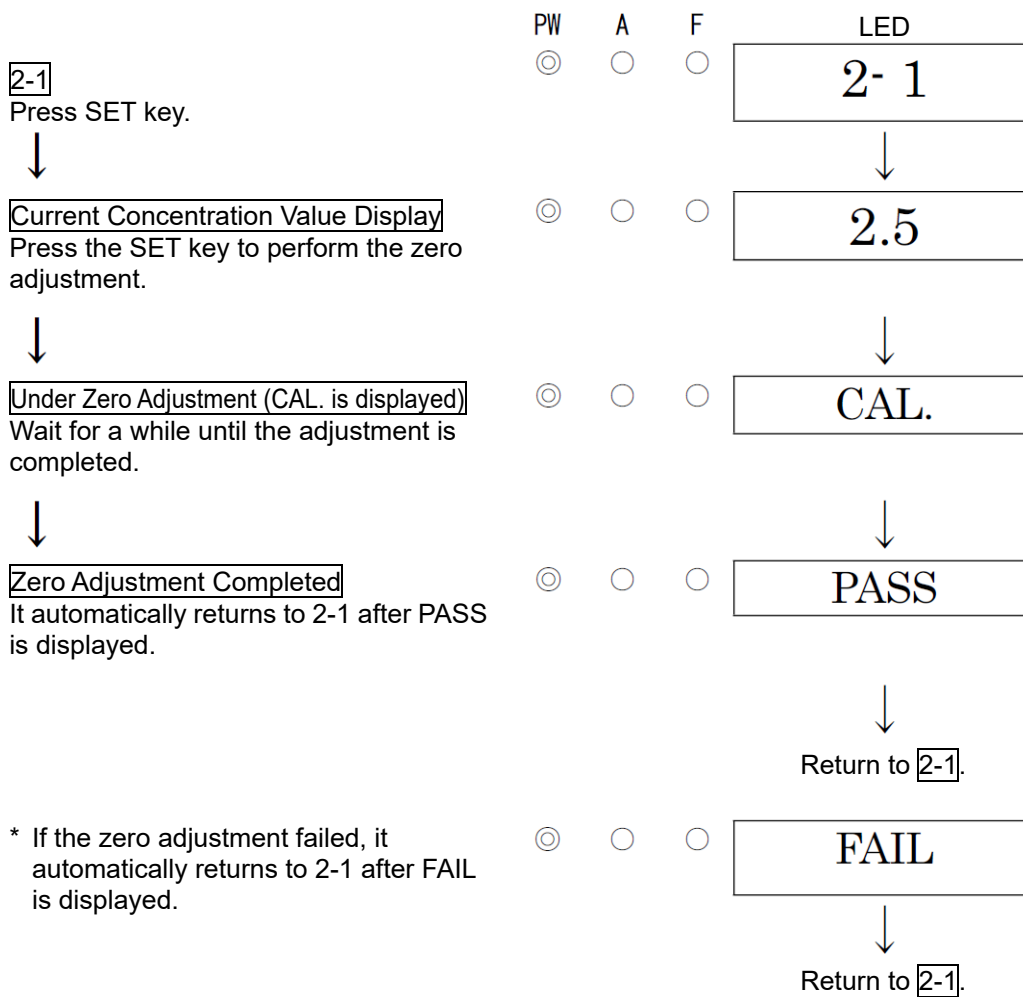 PW A F LED
2-1
2- 1
Press SET key.
Current Concentration Value Display
2.5
Press the SET key to perform the zero
adjustment.
Under Zero Adjustment (CAL. is displayed)
CAL.
Wait for a while until the adjustment is
completed.
Zero Adjustment Completed
PASS
It automatically returns to 2-1 after PASS
is displayed.
Return to 2-1.
* If the zero adjustment failed, it
automatically returns to 2-1 after FAIL
is displayed.
FAIL
Return to 2-1.